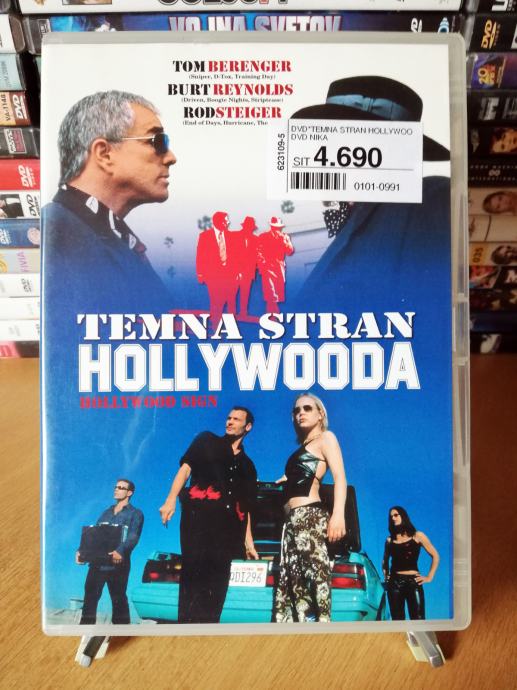 VOJNA SVETOV
TOM BERENGER
(Sniper, D-Tox, Training Day)
BURT REYNOLDS
(Driven, Boogie Nights, Striptease)
ROD STEIGER
(End of Days, Hurricane, The
623109-5
DVD"TEMNA STRAN HOLLYWOO
DVD NIKA
SIT 4.690
0101-0991
TEMNA STRAN
HOLLYWOODA
HOLLYWOOD SIGN
QDI296